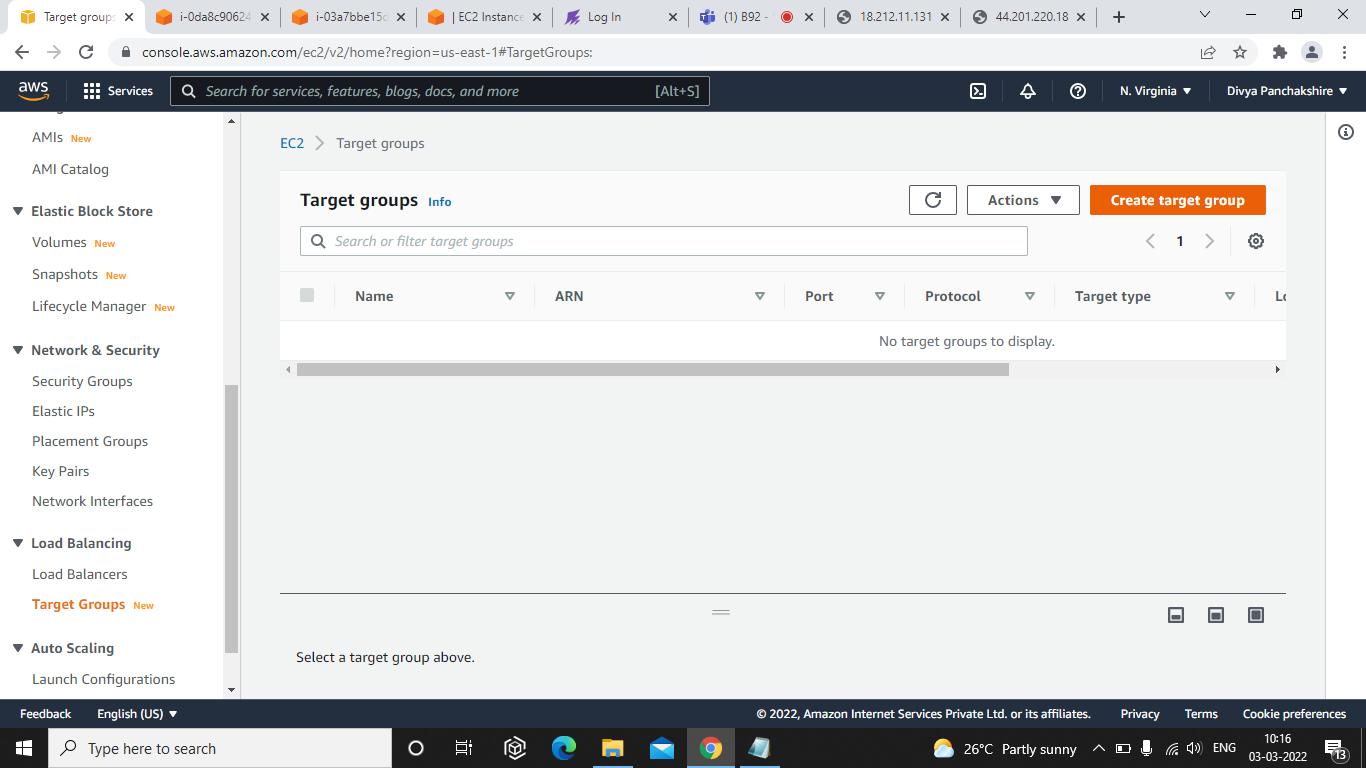 Target groups
i-0da8c90624
i-03a7bbe15
| EC2 Instance
Log In
(1) B92 -
18.212.11.131
44.201.220.18
console.aws.amazon.com/ec2/v2/home?region=us-east-1#TargetGroups:
aws
Services
Search for services, features, blogs, docs, and more
[Alt+S]
N. Virginia
Divya Panchakshire
AMIs New
AMI Catalog
Elastic Block Store
Volumes New
Snapshots New
Lifecycle Manager New
Network & Security
Security Groups
Elastic IPs
Placement Groups
Key Pairs
Network Interfaces
Load Balancing
Load Balancers
Target Groups New
Auto Scaling
Launch Configurations
EC2 > Target groups
Target groups Info
Actions
Create target group
Search or filter target groups
1
Name ARN Port Protocol Target type
No target groups to display.
Select a target group above.
Feedback English (US)
© 2022, Amazon Internet Services Private Ltd. or its affiliates. Privacy Terms Cookie preferences
Type here to search
26°C Partly sunny
ENG
10:16
03-03-2022
13